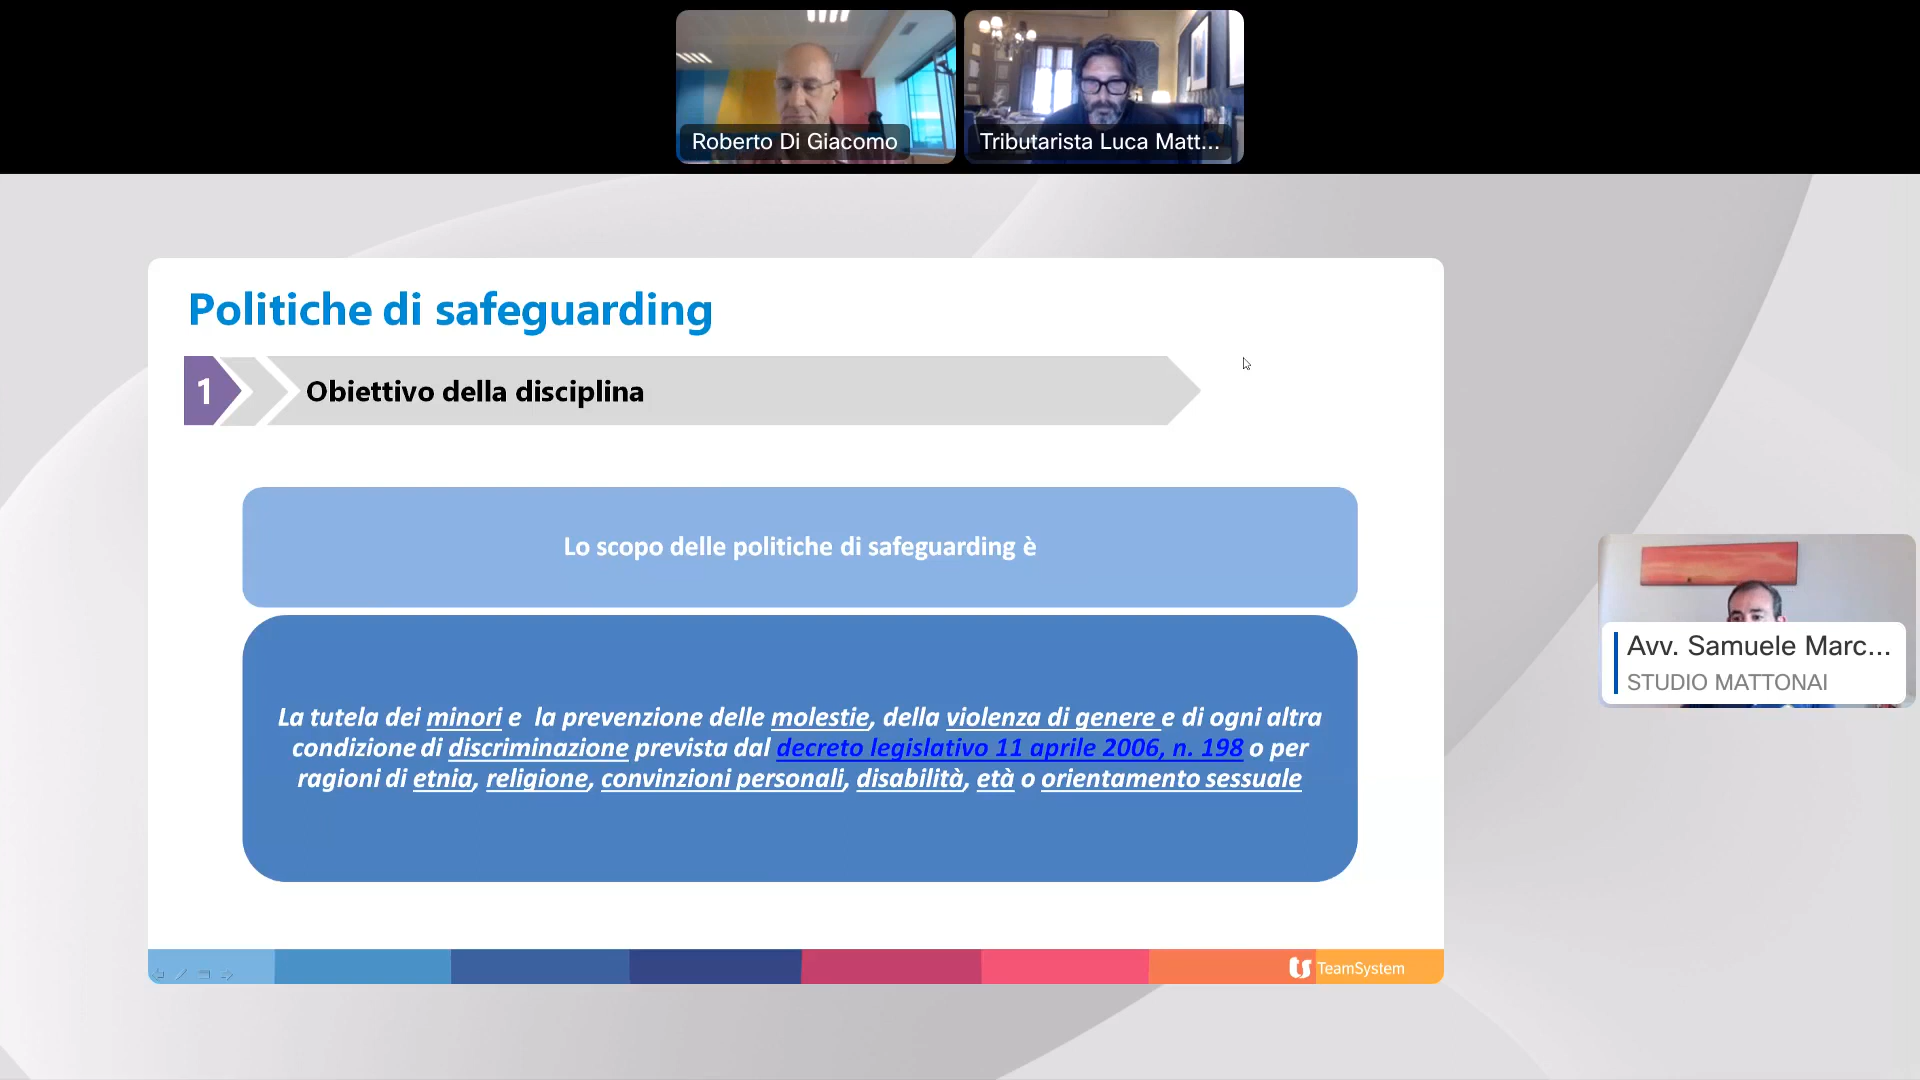 Roberto Di Giacomo
Tributarista Luca Matt...
Politiche di safeguarding
1
Obiettivo della disciplina
Lo scopo delle politiche di safeguarding è
La tutela dei minori e la prevenzione delle molestie, della violenza di genere e di ogni altra
condizione di discriminazione prevista dal decreto legislativo 11 aprile 2006, n. 198 o per
ragioni di etnia, religione, convinzioni personali, disabilità, età o orientamento sessuale
Avv. Samuele Marc...
STUDIO MATTONAI
TeamSystem